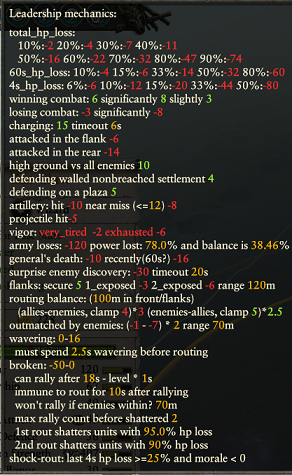 Leadership mechanics:
total_hp_loss:
10%:-2 20%:-4 30%:-7 40%:-11
50%:-16 60%:-22 70%:-32 80%:-47 90%:-74
60s_hp_loss: 10%:-4 15%:-6 33%:-14 50%:-32 80%:-60
4s_hp_loss: 6%:-6 10%:-12 15%:-20 33%:-44 50%:-80
winning combat: 6 significantly 8 slightly 3
losing combat: -3 significantly -8
charging: 15 timeout 6s
attacked in the flank -6
attacked in the rear -14
high ground vs all enemies 10
defending walled nonbreached settlement 4
defending on a plaza 5
artillery: hit -10 near miss (<=12) -8
projectile hit-5
vigor: very_tired -2 exhausted -6
army loses: -120 power lost: 78.0% and balance is 38.46%
general's death: -10 recently(60s?) -16
surprise enemy discovery: -30 timeout 20s
flanks: secure 5 1_exposed -3 2_exposed -6 range 120m
routing balance: (100m in front/flanks)
(allies-enemies, clamp 4)*3 (enemies-allies, clamp 5)*2.5
outmatched by enemies: (-1 - -7) * 2 range 70m
wavering: 0-16
must spend 2.5s wavering before routing
broken: -50-0
can rally after 18s - level * 1s
immune to rout for 10s after rallying
won't rally if enemies within? 70m
max rally count before shattered 2
1st rout shatters units with 95.0% hp loss
2nd rout shatters with 90% hp loss
shock-rout: last 4s hp loss >=25% and morale < 0